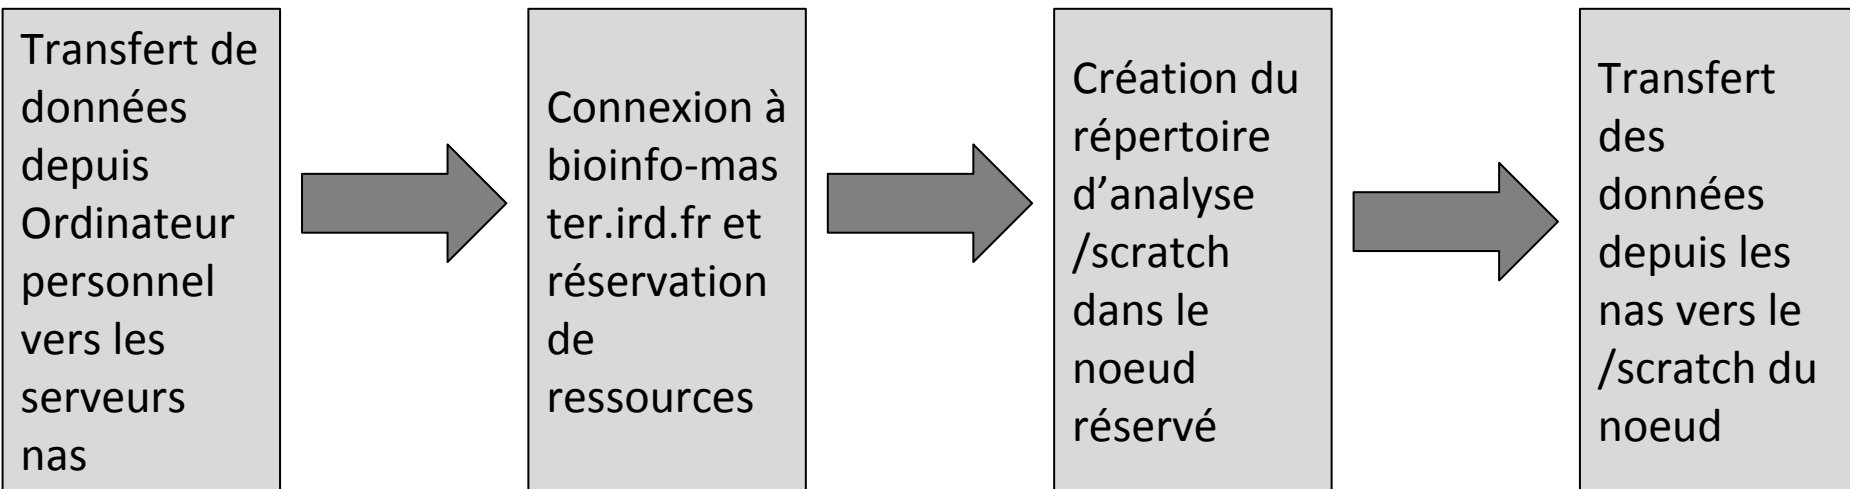 Transfert de
données
depuis
Ordinateur
personnel
vers les
serveurs
nas
Connexion à
bioinfo-mas
ter.ird.fr et
réservation
de
ressources
Création du
répertoire
d’analyse
/scratch
dans le
noeud
réservé
Transfert
des
données
depuis les
nas vers le
/scratch du
noeud